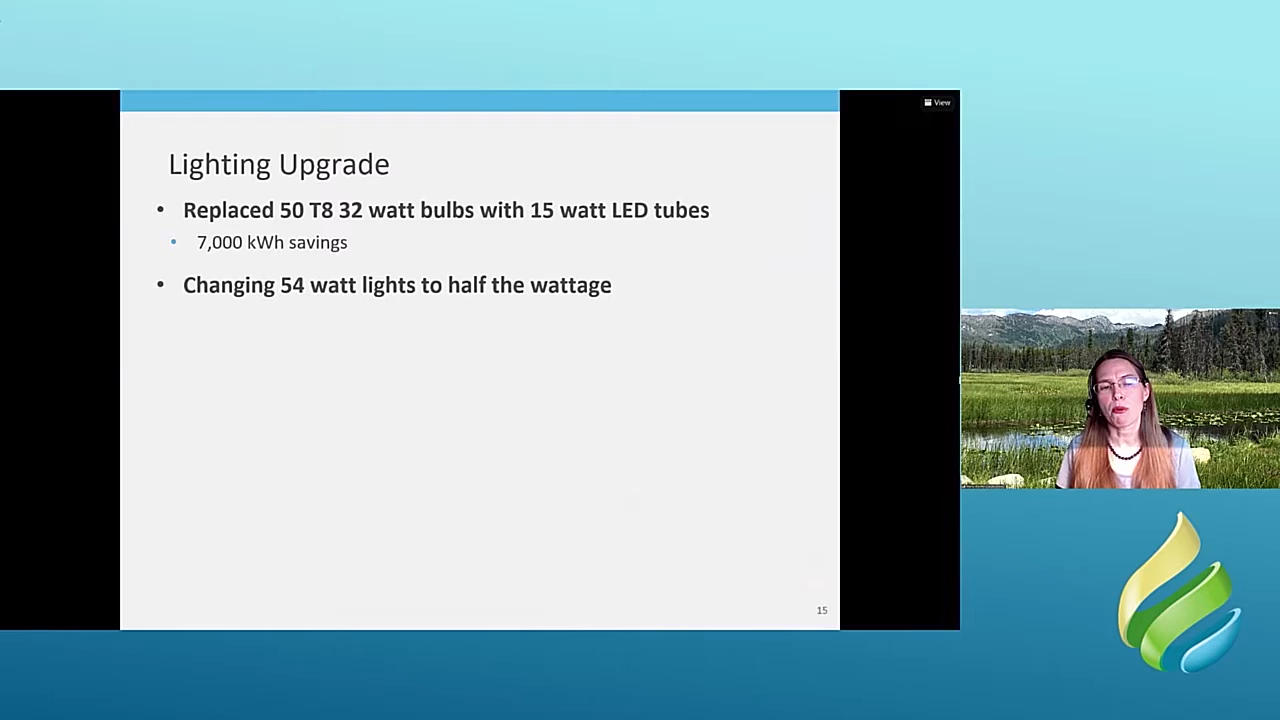 View
Lighting Upgrade
• Replaced 50 T8 32 watt bulbs with 15 watt LED tubes
• 7,000 kWh savings
• Changing 54 watt lights to half the wattage
15